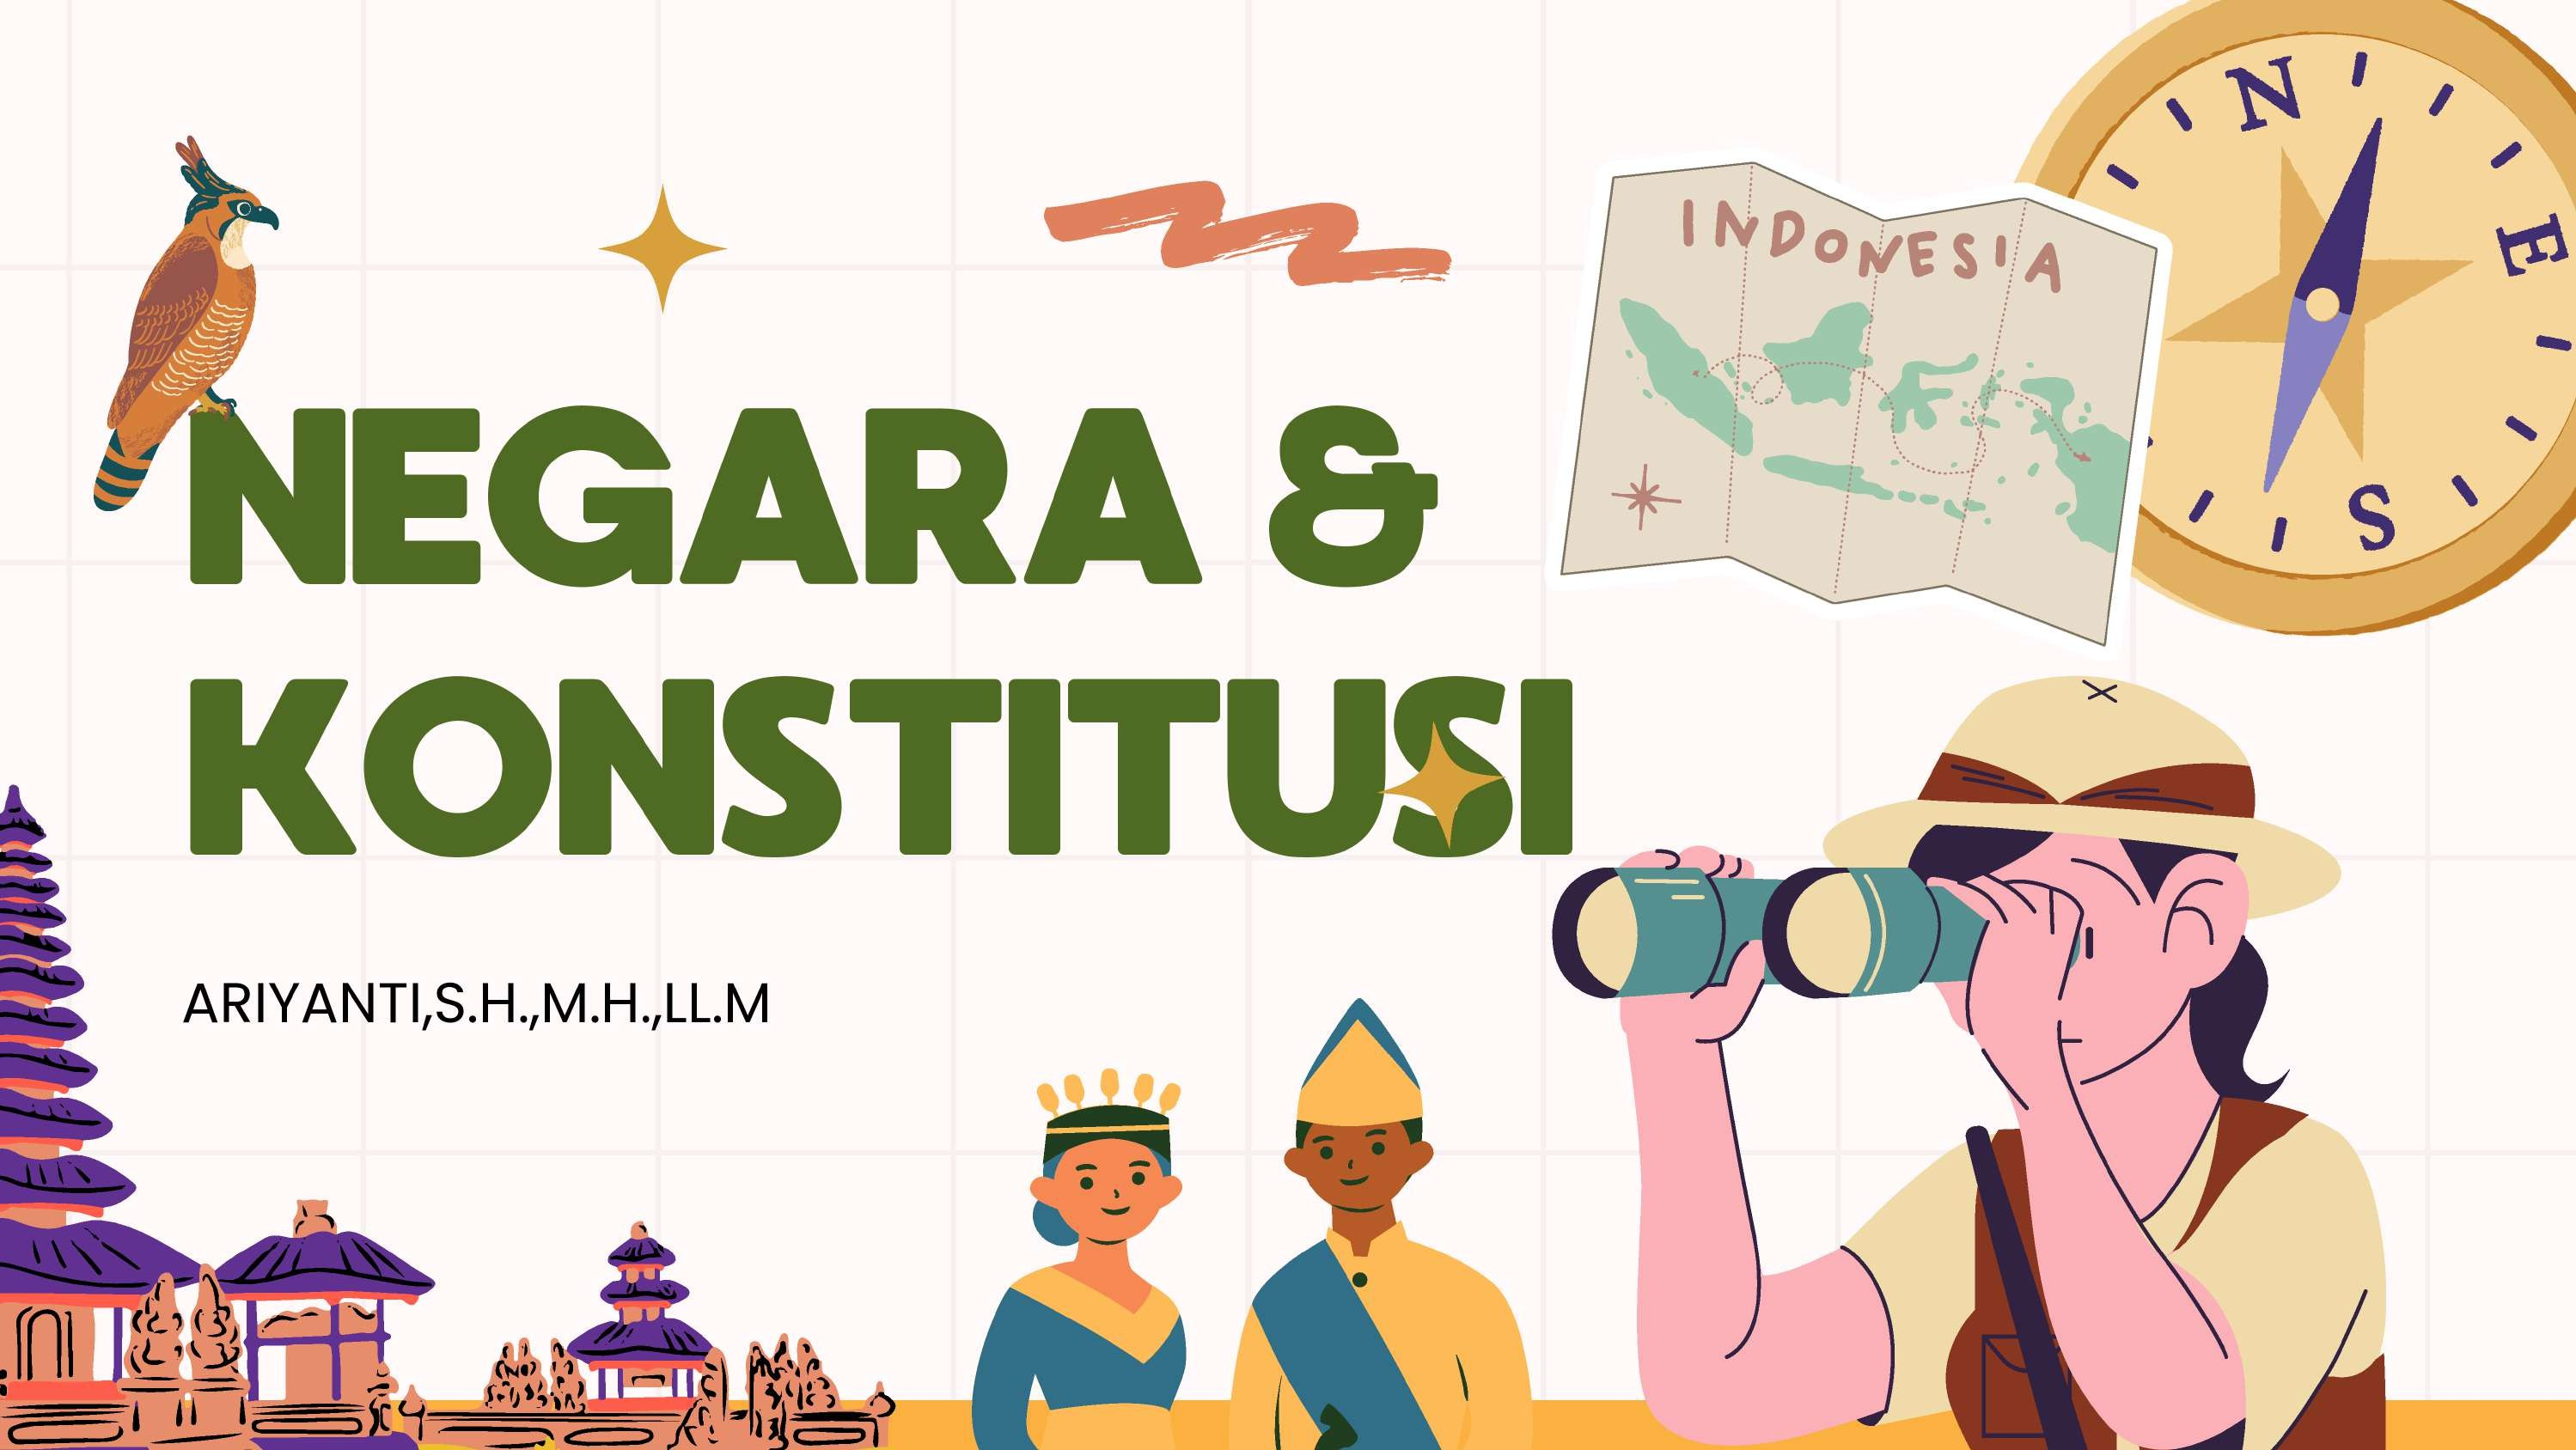 N
E
S
INDONESIA
NEGARA &
KONSTITUSI
ARIYANTI,S.H.,M.H.,LL.M